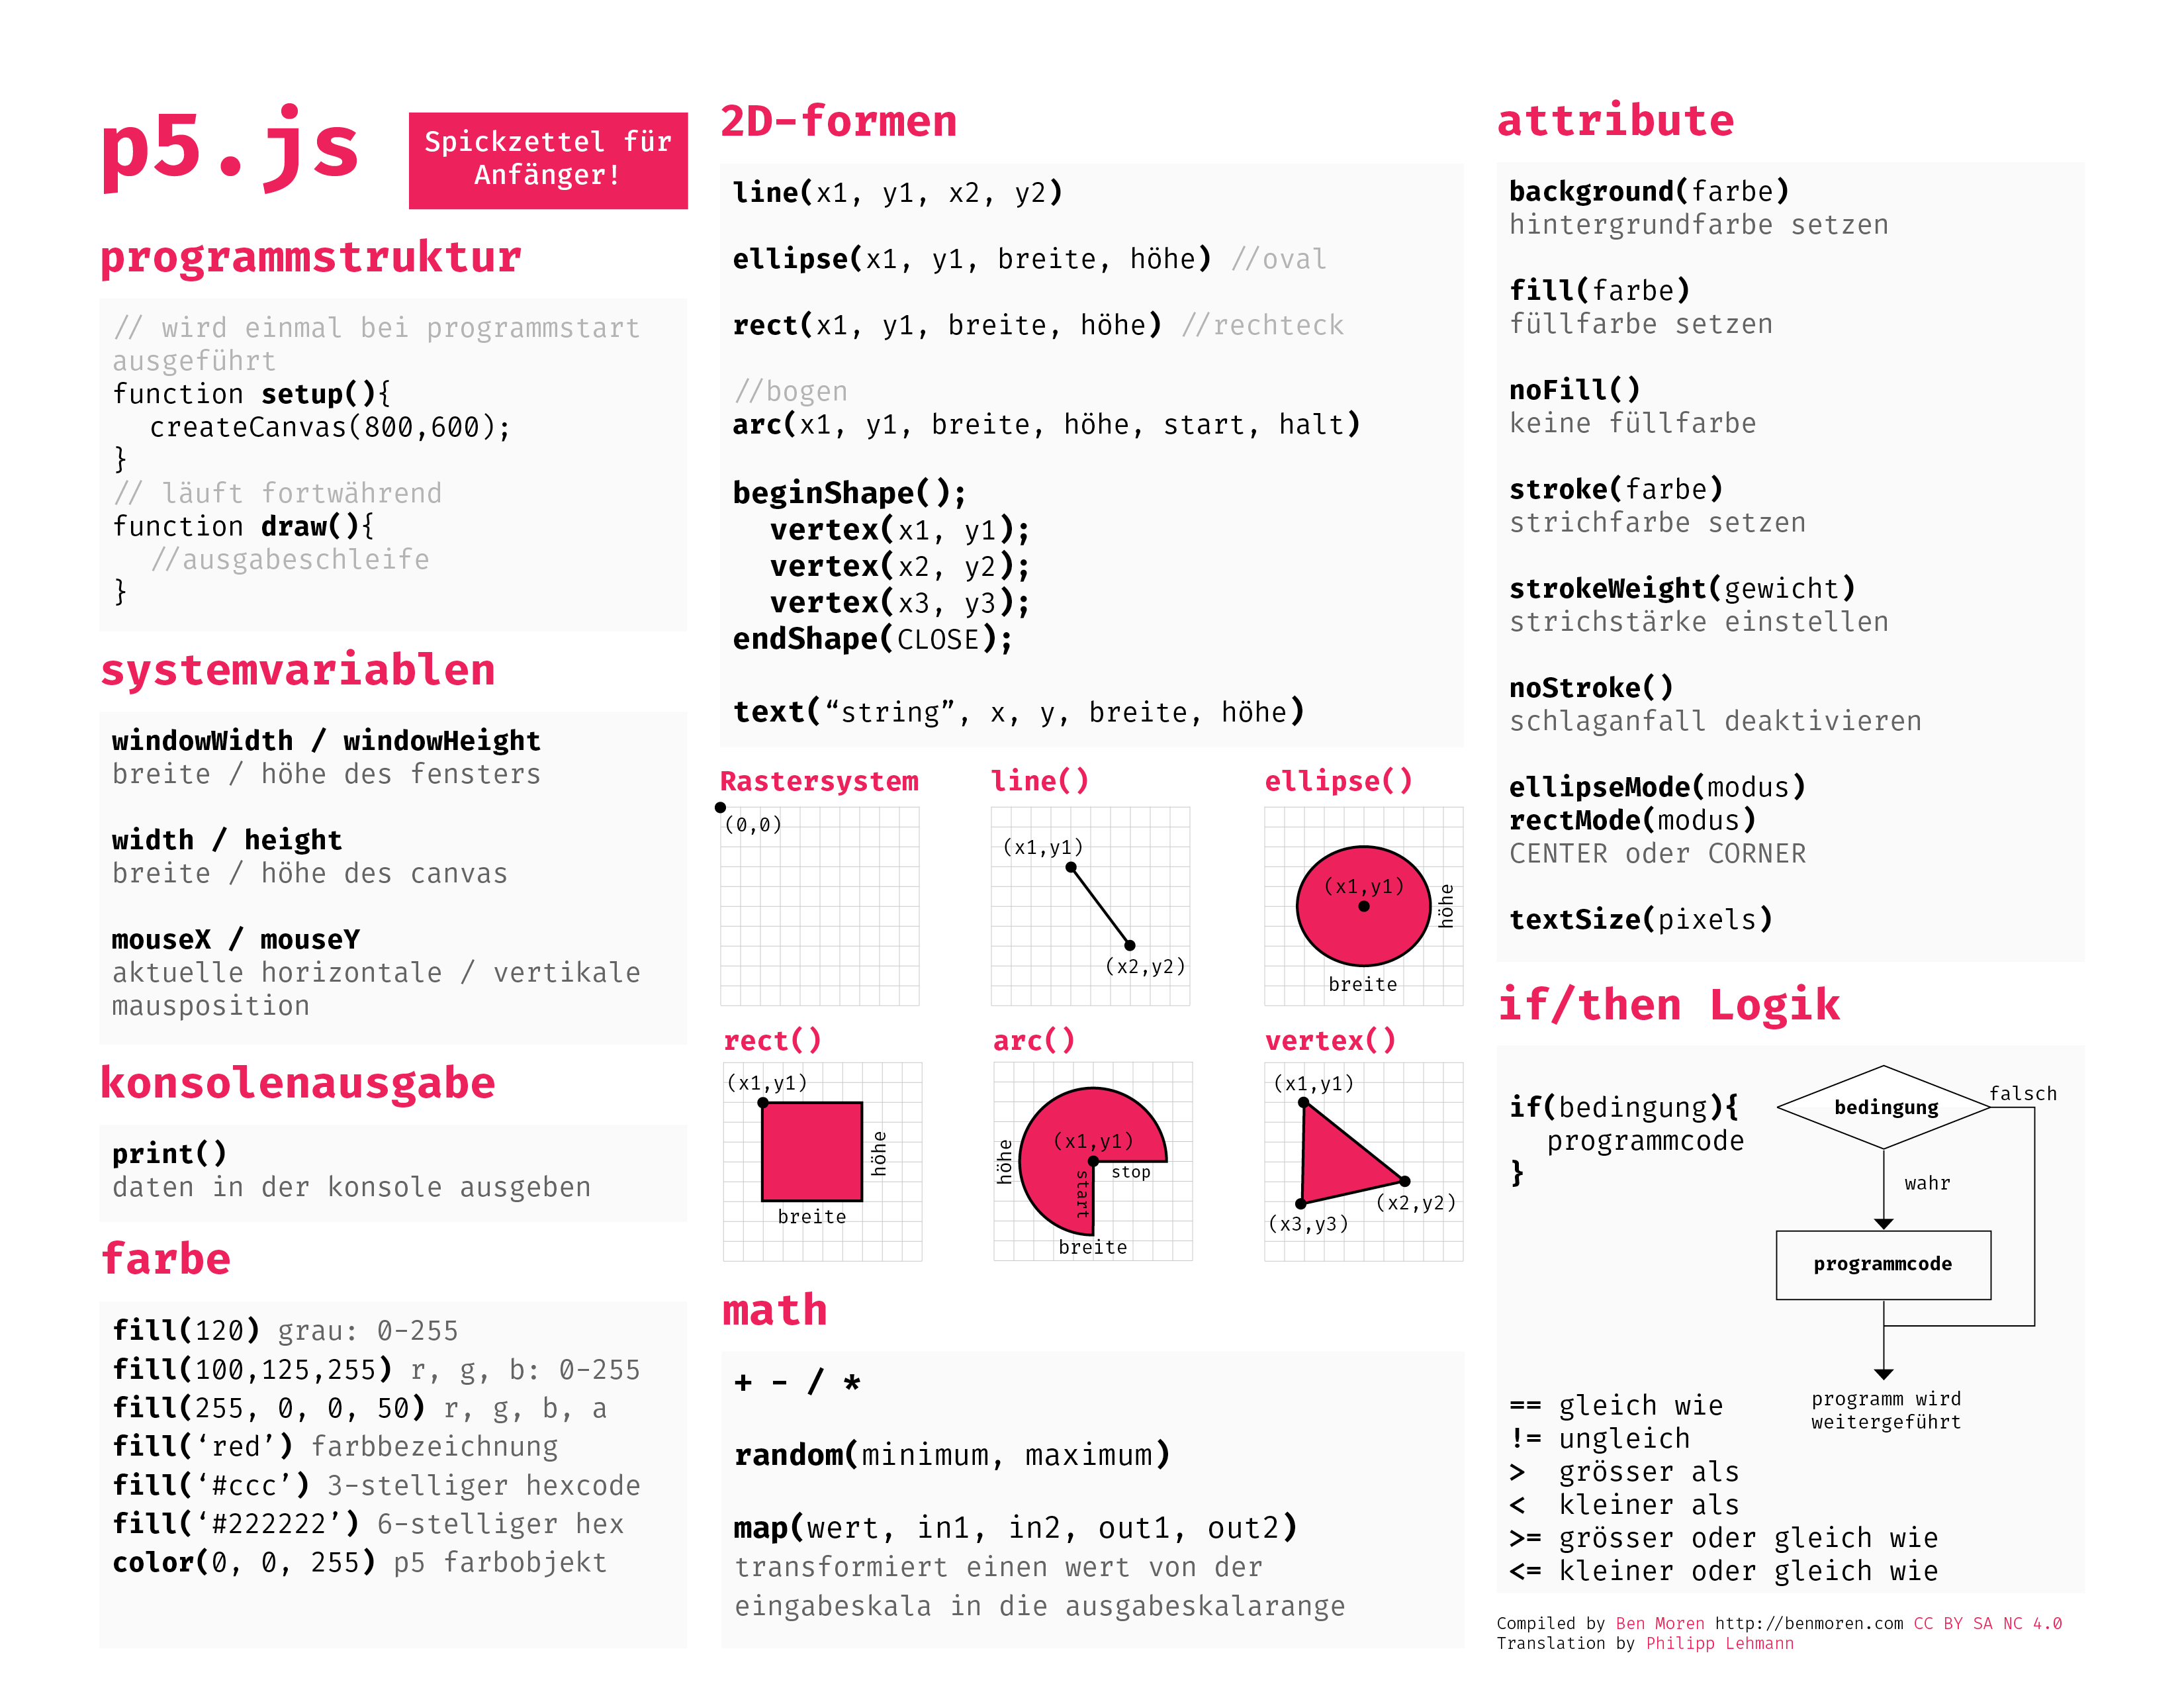 p5.js
Spickzettel für
Anfänger!
programmstruktur
// wird einmal bei programmstart
ausgeführt
function setup(){
createCanvas(800,600);
}
// läuft fortwährend
function draw(){
//ausgabeschleife
}
systemvariablen
windowWidth / windowHeight
breite / höhe des fensters
width / height
breite / höhe des canvas
mouseX / mouseY
aktuelle horizontale / vertikale
mausposition
konsolenausgabe
print()
daten in der konsole ausgeben
farbe
fill(120) grau: 0-255
fill(100,125,255) r, g, b: 0-255
fill(255, 0, 0, 50) r, g, b, a
fill(‘red’) farbbezeichnung
fill(‘#ccc’) 3-stelliger hexcode
fill(‘#222222’) 6-stelliger hex
color(0, 0, 255) p5 farbobjekt
2D-formen
line(x1, y1, x2, y2)
ellipse(x1, y1, breite, höhe) //oval
rect(x1, y1, breite, höhe) //rechteck
//bogen
arc(x1, y1, breite, höhe, start, halt)
beginShape();
vertex(x1, y1);
vertex(x2, y2);
vertex(x3, y3);
endShape(CLOSE);
text(“string”, x, y, breite, höhe)
Rastersystem
(0,0)
line()
(x1,y1)
(x2,y2)
ellipse()
(x1,y1)
höhe
breite
rect()
(x1,y1)
höhe
breite
arc()
höhe
(x1,y1)
stop
start
breite
vertex()
(x1,y1)
(x2,y2)
(x3,y3)
math
+ - / *
random(minimum, maximum)
map(wert, in1, in2, out1, out2)
transformiert einen wert von der
eingabeskala in die ausgabeskalarange
attribute
background(farbe)
hintergrundfarbe setzen
fill(farbe)
füllfarbe setzen
noFill()
keine füllfarbe
stroke(farbe)
strichfarbe setzen
strokeWeight(gewicht)
strichstärke einstellen
noStroke()
schlaganfall deaktivieren
ellipseMode(modus)
rectMode(modus)
CENTER oder CORNER
textSize(pixels)
if/then Logik
if(bedingung){
programmcode
}
bedingung
falsch
wahr
programmcode
programm wird
weitergeführt
== gleich wie
!= ungleich
> grösser als
< kleiner als
>= grösser oder gleich wie
<= kleiner oder gleich wie
Compiled by Ben Moren http://benmoren.com CC BY SA NC 4.0
Translation by Philipp Lehmann